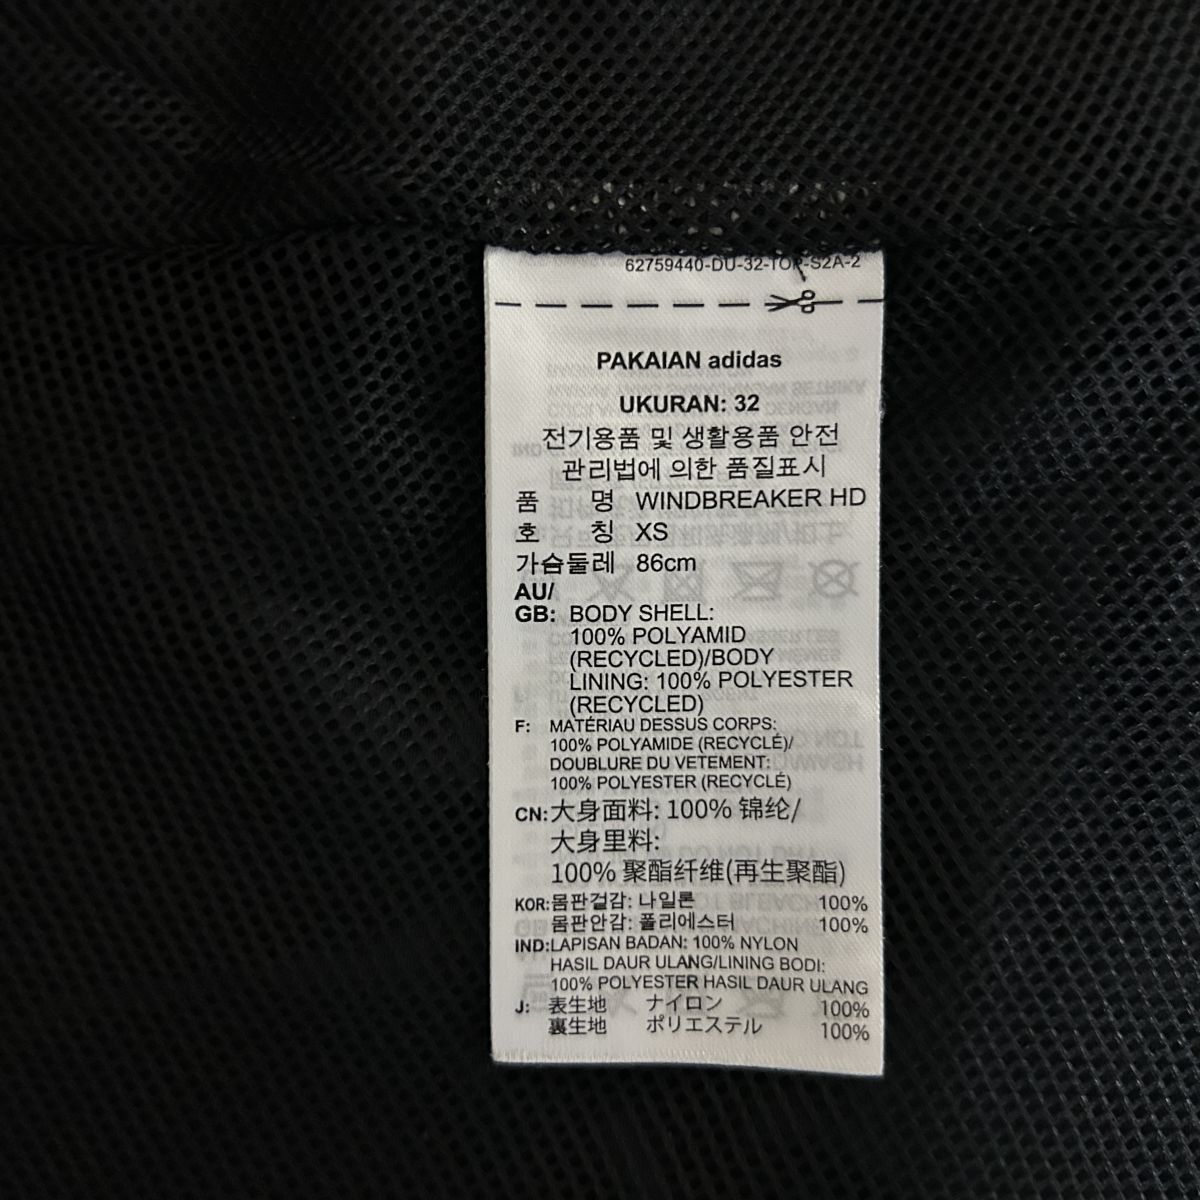 62759440-DU-32-TOP-S2A-2
PAKAIAN adidas
UKURAN: 32
전기용품 및 생활용품 안전
관리법에 의한 품질표시
품 명 WINDBREAKER HD
호 칭 XS
가슴둘레 86cm
AU/
GB: BODY SHELL:
100% POLYAMID
(RECYCLED)/BODY
LINING: 100% POLYESTER
(RECYCLED)
F: MATÉRIAU DESSUS CORPS:
100% POLYAMIDE (RECYCLÉ)/
DOUBLURE DU VETEMENT:
100% POLYESTER (RECYCLÉ)
CN: 大身面料: 100% 锦纶/
大身里料:
100% 聚酯纤维(再生聚酯)
KOR: 몸판겉감: 나일론 100%
몸판안감: 폴리에스터 100%
IND: LAPISAN BADAN: 100% NYLON
HASIL DAUR ULANG/LINING BODI:
100% POLYESTER HASIL DAUR ULANG
J: 表生地 ナイロン 100%
裏生地 ポリエステル 100%